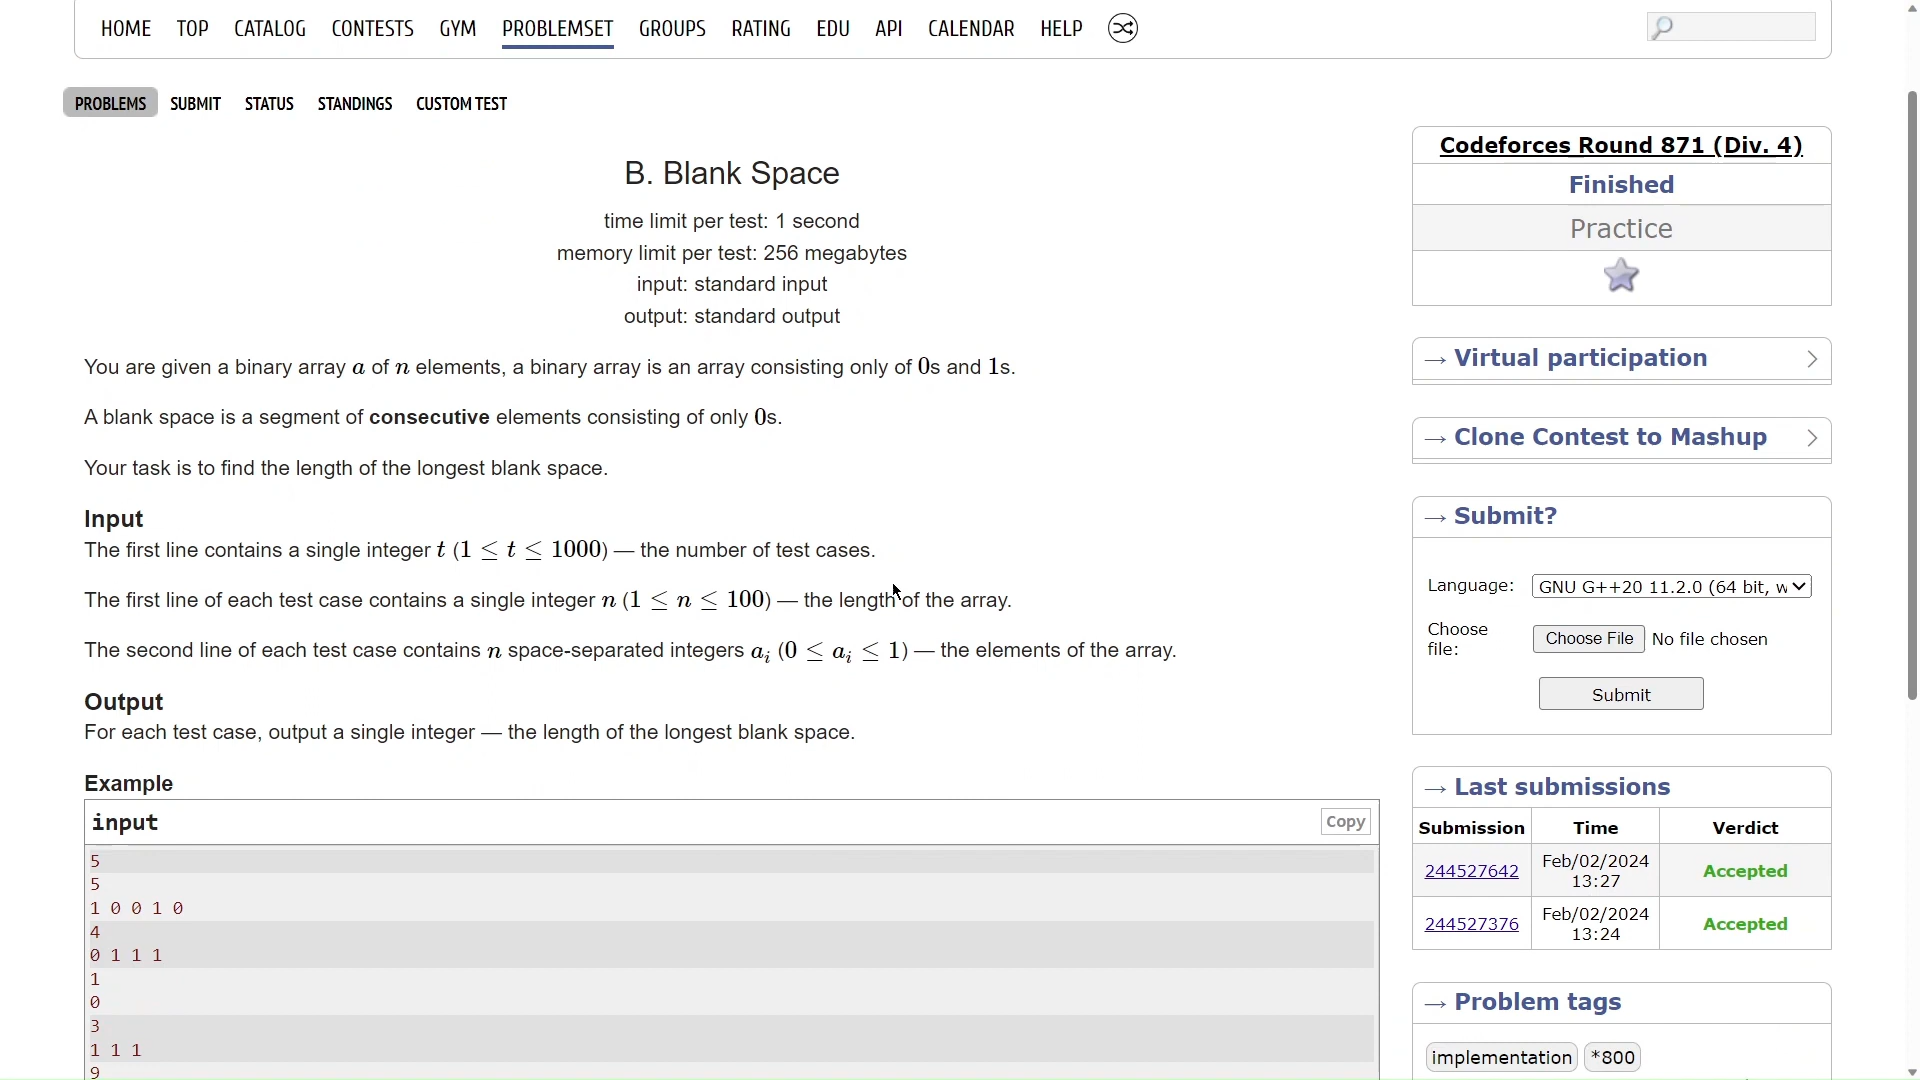 HOME TOP CATALOG CONTESTS GYM PROBLEMSET GROUPS RATING EDU API CALENDAR HELP
PROBLEMS SUBMIT STATUS STANDINGS CUSTOM TEST
B. Blank Space
time limit per test: 1 second
memory limit per test: 256 megabytes
input: standard input
output: standard output
You are given a binary array a of n elements, a binary array is an array consisting only of 0s and 1s.
A blank space is a segment of consecutive elements consisting of only 0s.
Your task is to find the length of the longest blank space.
Input
The first line contains a single integer t (1 ≤ t ≤ 1000) — the number of test cases.
The first line of each test case contains a single integer n (1 ≤ n ≤ 100) — the length of the array.
The second line of each test case contains n space-separated integers aᵢ (0 ≤ aᵢ ≤ 1) — the elements of the array.
Output
For each test case, output a single integer — the length of the longest blank space.
Example
input
Copy
5
5
1 0 0 1 0
4
0 1 1 1
1
0
3
1 1 1
9
Codeforces Round 871 (Div. 4)
Finished
Practice
→ Virtual participation
→ Clone Contest to Mashup
→ Submit?
Language: GNU G++20 11.2.0 (64 bit, w
Choose file: Choose File No file chosen
Submit
→ Last submissions
Submission Time Verdict
244527642 Feb/02/2024 13:27 Accepted
244527376 Feb/02/2024 13:24 Accepted
→ Problem tags
implementation *800